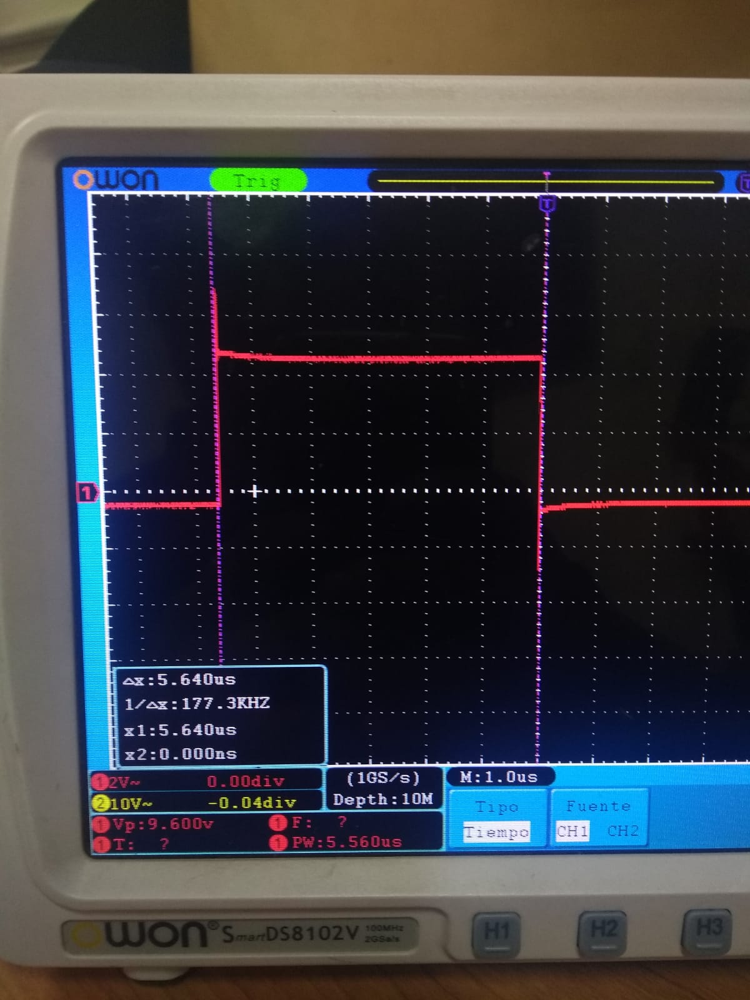 OWON Trig T
T
T
1
△x:5.640us
1/△x:177.3KHZ
x1:5.640us
x2:0.000ns
1 2V~ 0.00div
2 10V~ -0.04div
(1GS/s)
Depth:10M
M:1.0us
1 Vp:9.600v 1 F: ?
1 T: ? 1 PW:5.560us
Tipo
Tiempo
Fuente
CH1 CH2
OWON® SmartDS8102V 100MHz
2GSa/s
H1 H2 H3